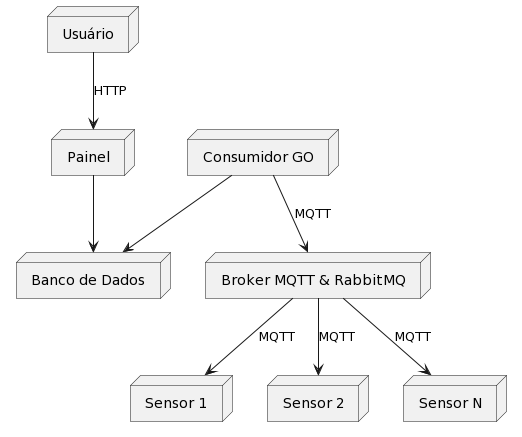 Usuário
HTTP
Painel
Consumidor GO
MQTT
Banco de Dados
Broker MQTT & RabbitMQ
MQTT
MQTT
MQTT
Sensor 1
Sensor 2
Sensor N